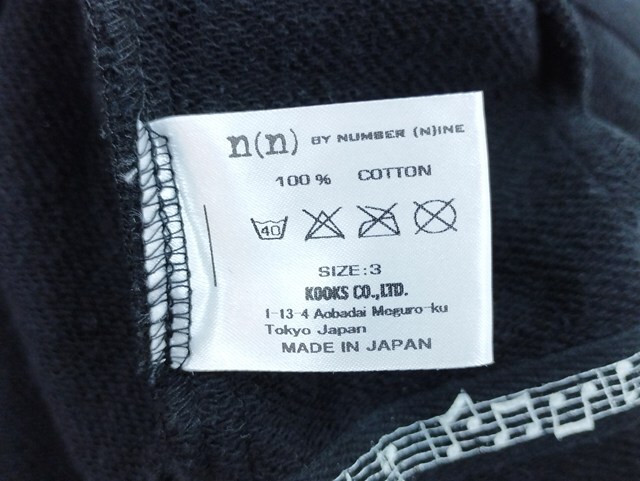 n(n) BY NUMBER (N)INE
100 % COTTON
40
SIZE:3
KOOKS CO.,LTD.
1-13-4 Aobadai Meguro-ku
Tokyo Japan
MADE IN JAPAN